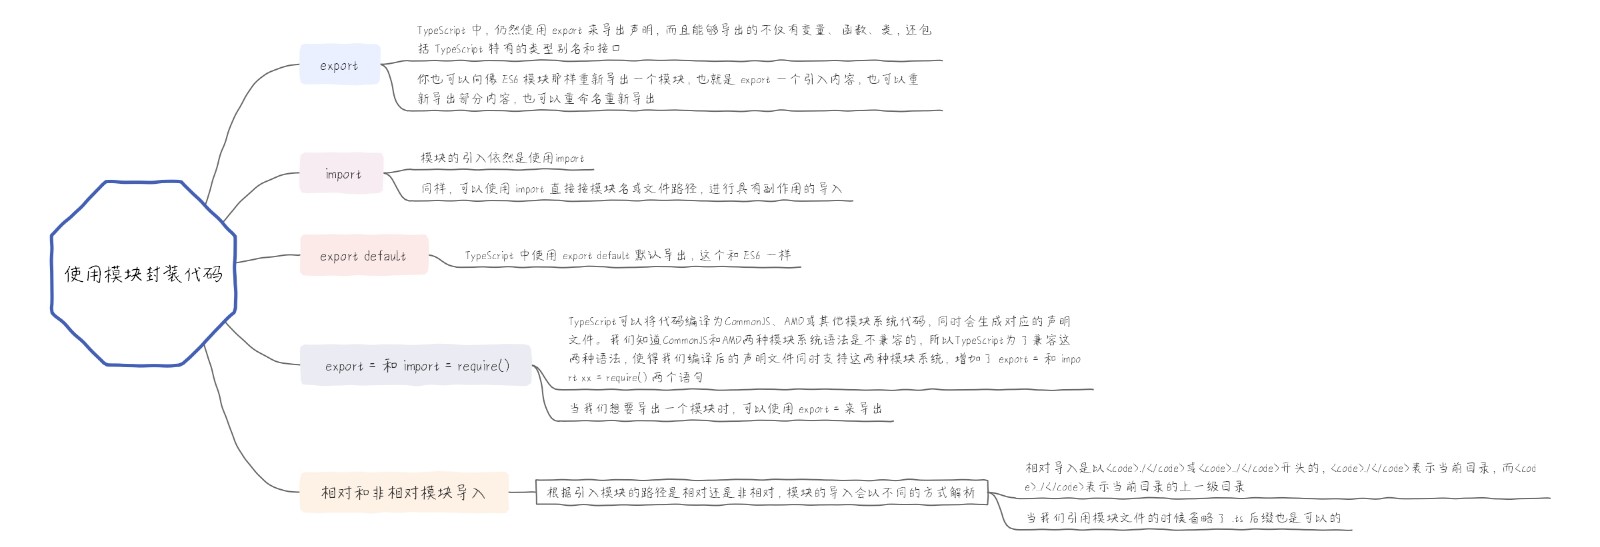 使用模块封装代码
export
TypeScript 中，仍然使用 export 来导出声明，而且能够导出的不仅有变量、函数、类，还包
括 TypeScript 特有的类型别名和接口
你也可以向像 ES6 模块那样重新导出一个模块，也就是 export 一个引入内容，也可以重
新导出部分内容，也可以重命名重新导出
import
模块的引入依然是使用import
同样，可以使用 import 直接接模块名或文件路径，进行具有副作用的导入
export default
TypeScript 中使用 export default 默认导出，这个和 ES6 一样
export = 和 import = require()
TypeScript可以将代码编译为CommonJS、AMD或其他模块系统代码，同时会生成对应的声明
文件。我们知道CommonJS和AMD两种模块系统语法是不兼容的，所以TypeScript为了兼容这
两种语法，使得我们编译后的声明文件同时支持这两种模块系统，增加了 export = 和 impo
rt xx = require() 两个语句
当我们想要导出一个模块时，可以使用 export = 来导出
相对和非相对模块导入
根据引入模块的路径是相对还是非相对，模块的导入会以不同的方式解析
相对导入是以<code>./</code>或<code>../</code>开头的，<code>./</code>表示当前目录，而<cod
e>../</code>表示当前目录的上一级目录
当我们引用模块文件的时候省略了 .ts 后缀也是可以的